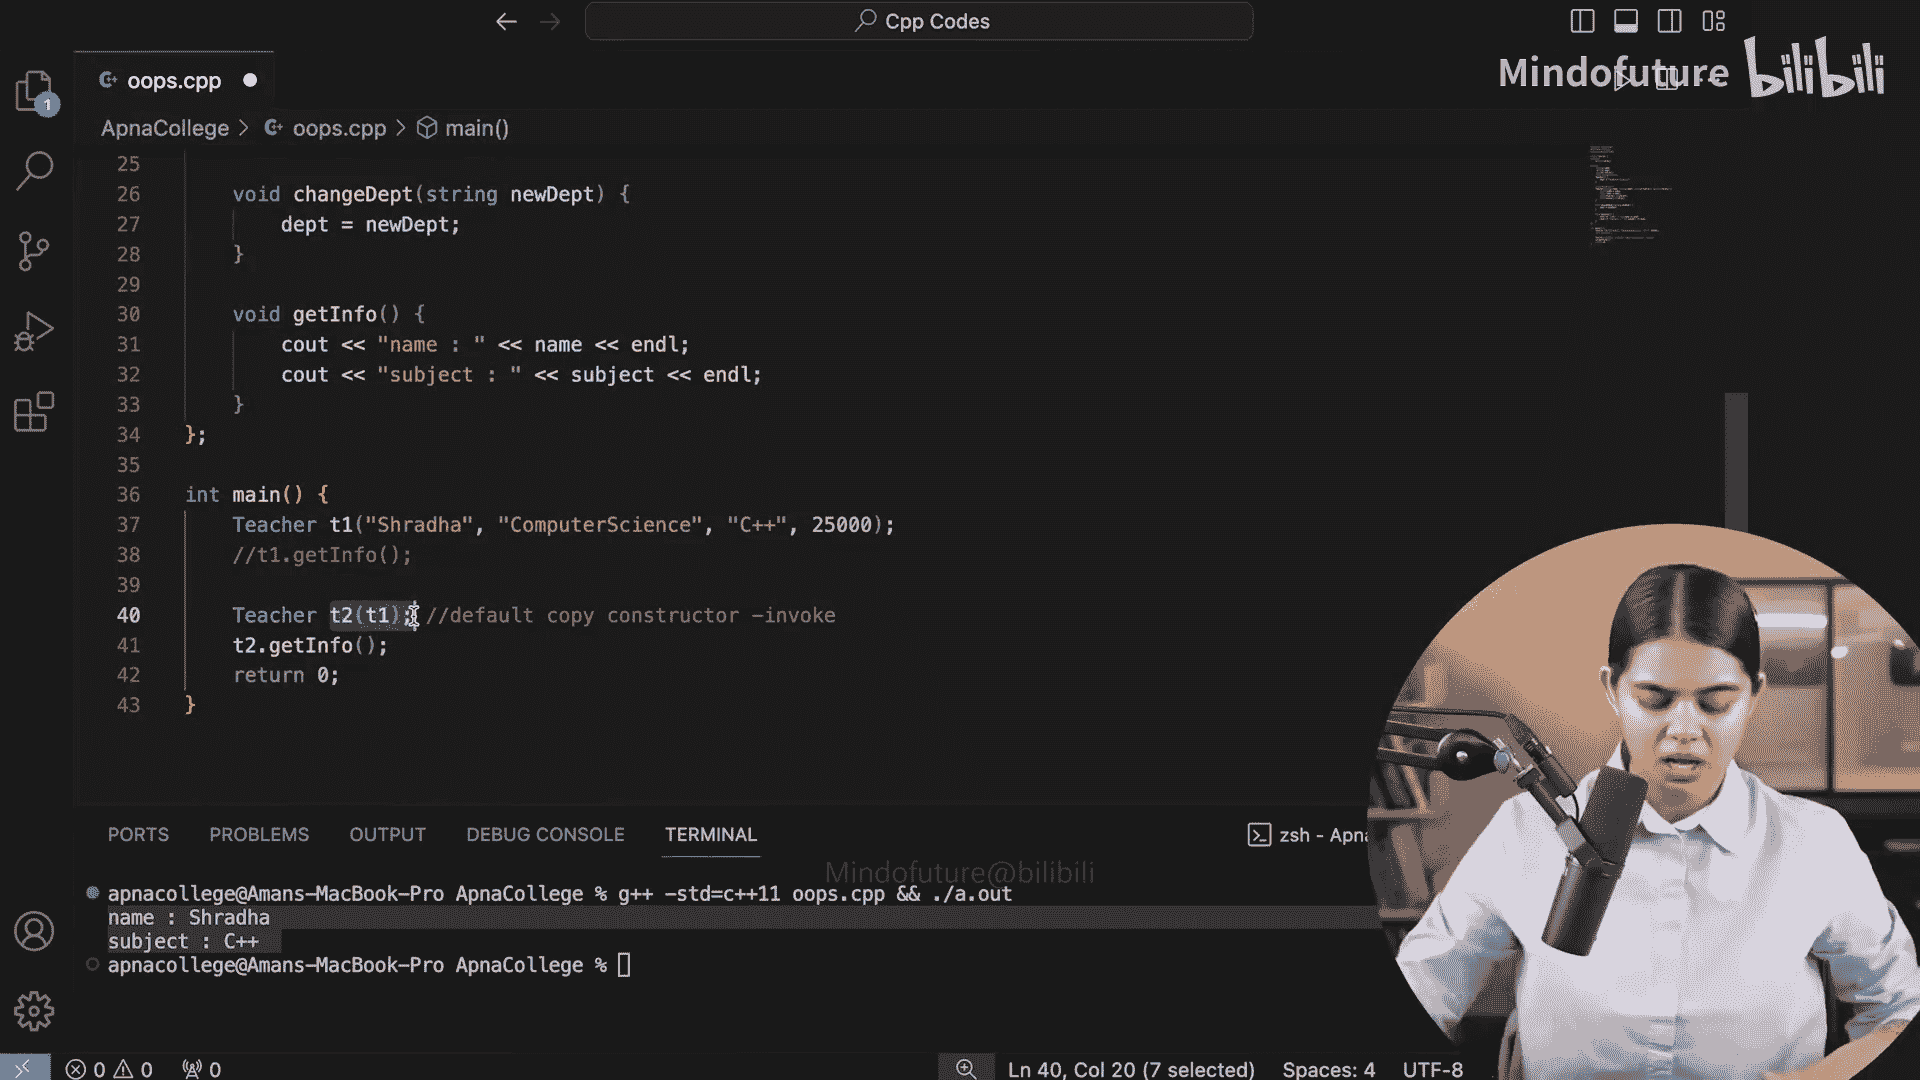 Cpp Codes
Mindofuture bilibili
oops.cpp
1
ApnaCollege > oops.cpp > main()
25
26 void changeDept(string newDept) {
27 dept = newDept;
28 }
29
30 void getInfo() {
31 cout << "name : " << name << endl;
32 cout << "subject : " << subject << endl;
33 }
34 };
35
36 int main() {
37 Teacher t1("Shradha", "ComputerScience", "C++", 25000);
38 //t1.getInfo();
39
40 Teacher t2(t1); //default copy constructor -invoke
41 t2.getInfo();
42 return 0;
43 }
PORTS PROBLEMS OUTPUT DEBUG CONSOLE TERMINAL
zsh - Apna
Mindofuture@bilibili
apnacollege@Amans-MacBook-Pro ApnaCollege % g++ -std=c++11 oops.cpp && ./a.out
name : Shradha
subject : C++
apnacollege@Amans-MacBook-Pro ApnaCollege %
0 0 0 Ln 40, Col 20 (7 selected) Spaces: 4 UTF-8